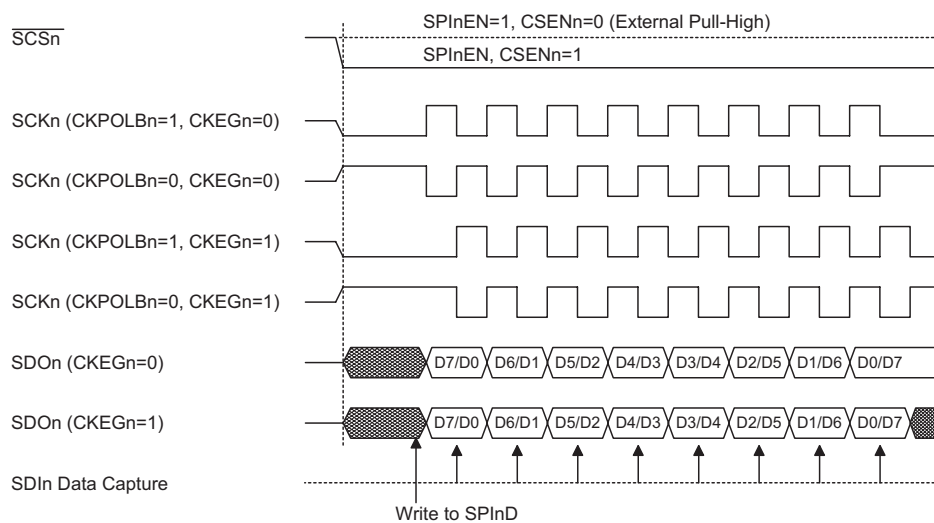 SPInEN=1, CSENn=0 (External Pull-High)
SCSn
SPInEN, CSENn=1
SCKn (CKPOLBn=1, CKEGn=0)
SCKn (CKPOLBn=0, CKEGn=0)
SCKn (CKPOLBn=1, CKEGn=1)
SCKn (CKPOLBn=0, CKEGn=1)
SDOn (CKEGn=0) D7/D0 D6/D1 D5/D2 D4/D3 D3/D4 D2/D5 D1/D6 D0/D7
SDOn (CKEGn=1) D7/D0 D6/D1 D5/D2 D4/D3 D3/D4 D2/D5 D1/D6 D0/D7
SDIn Data Capture
Write to SPInD